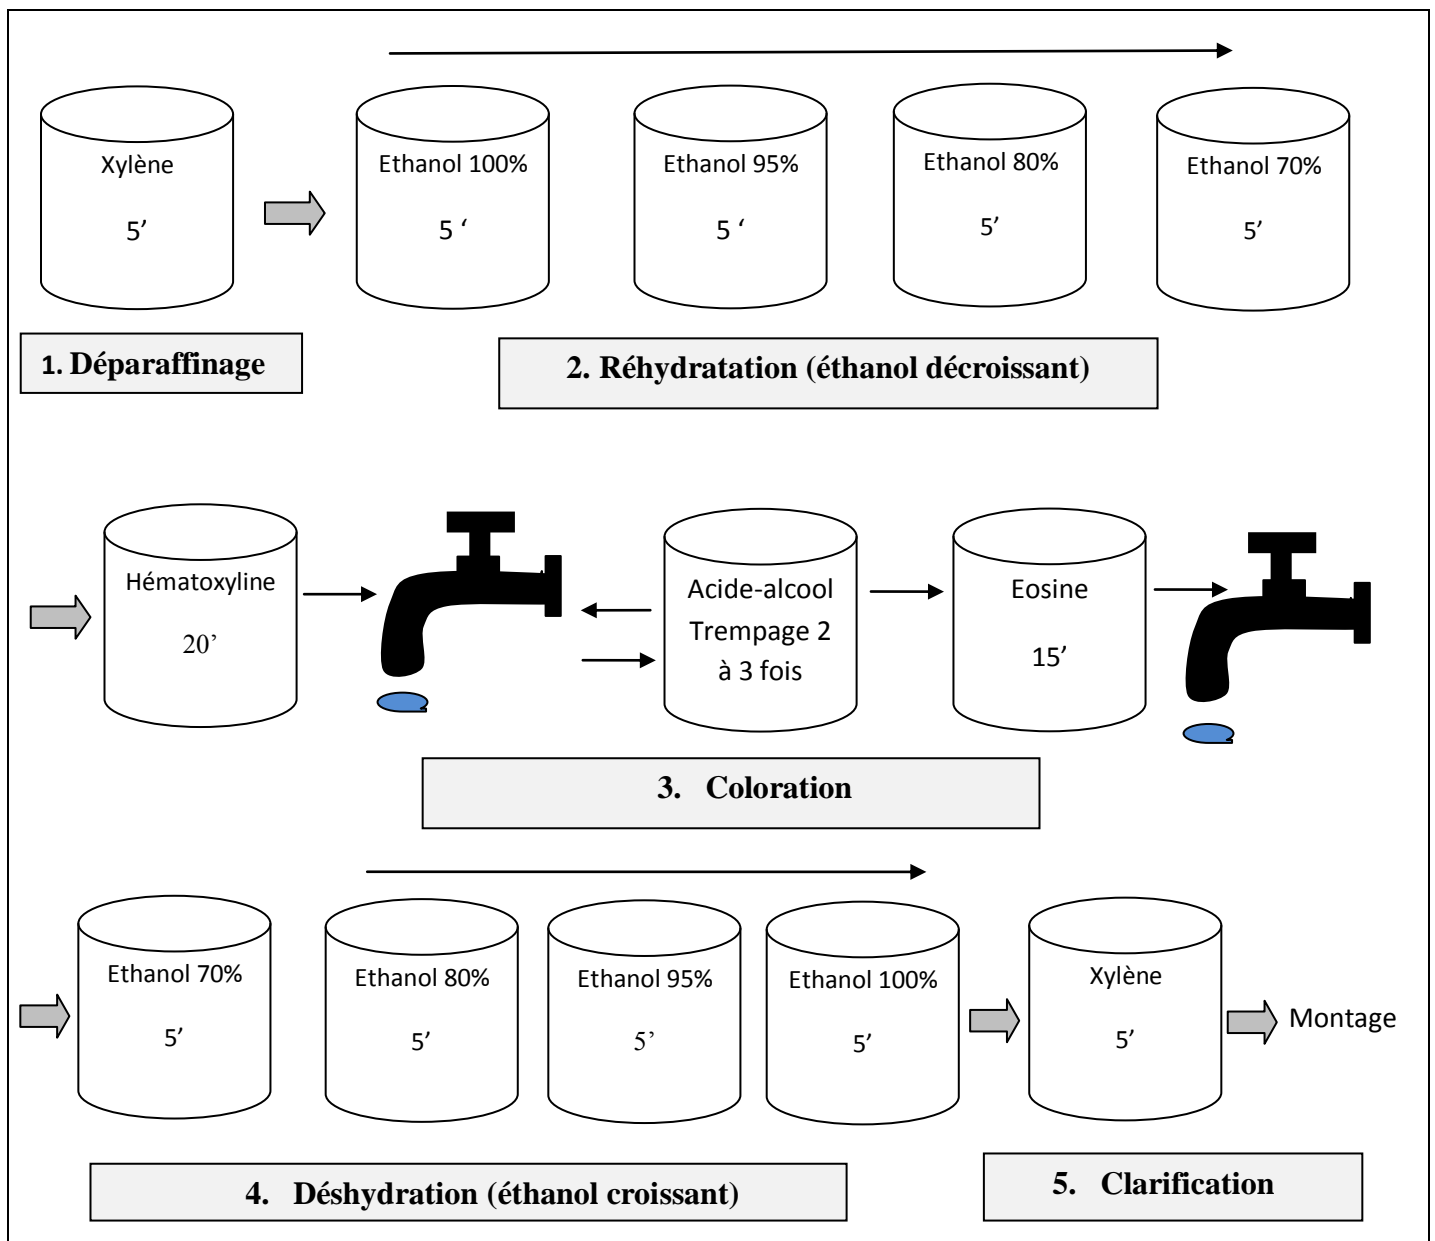 Xylène
5’
Ethanol 100%
5 ‘
Ethanol 95%
5 ‘
Ethanol 80%
5’
Ethanol 70%
5’
1. Déparaffinage
2. Réhydratation (éthanol décroissant)
Hématoxyline
20’
Acide-alcool
Trempage 2
à 3 fois
Eosine
15’
3. Coloration
Ethanol 70%
5’
Ethanol 80%
5’
Ethanol 95%
5’
Ethanol 100%
5’
Xylène
5’
Montage
4. Déshydration (éthanol croissant)
5. Clarification